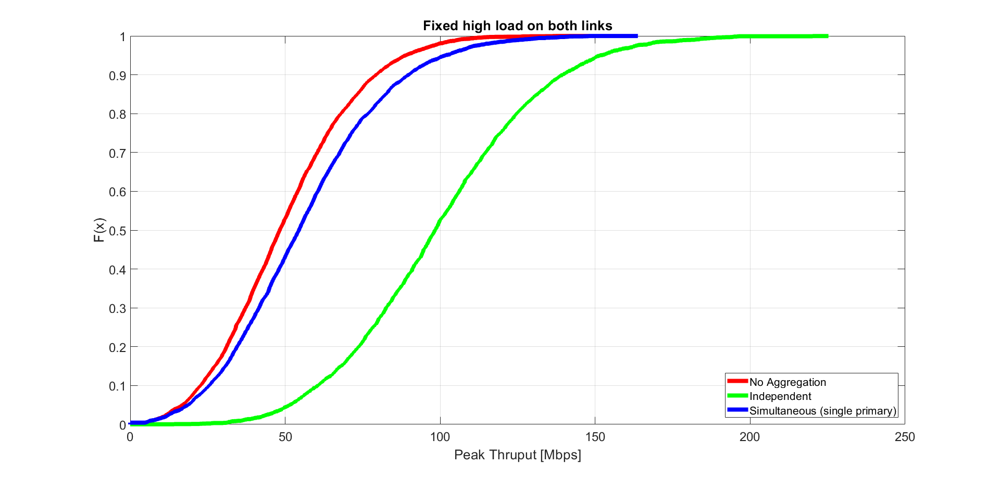 Fixed high load on both links
1
0.9
0.8
0.7
0.6
0.5
0.4
0.3
0.2
0.1
0
F(x)
0 50 100 150 200 250
Peak Thruput [Mbps]
No Aggregation
Independent
Simultaneous (single primary)